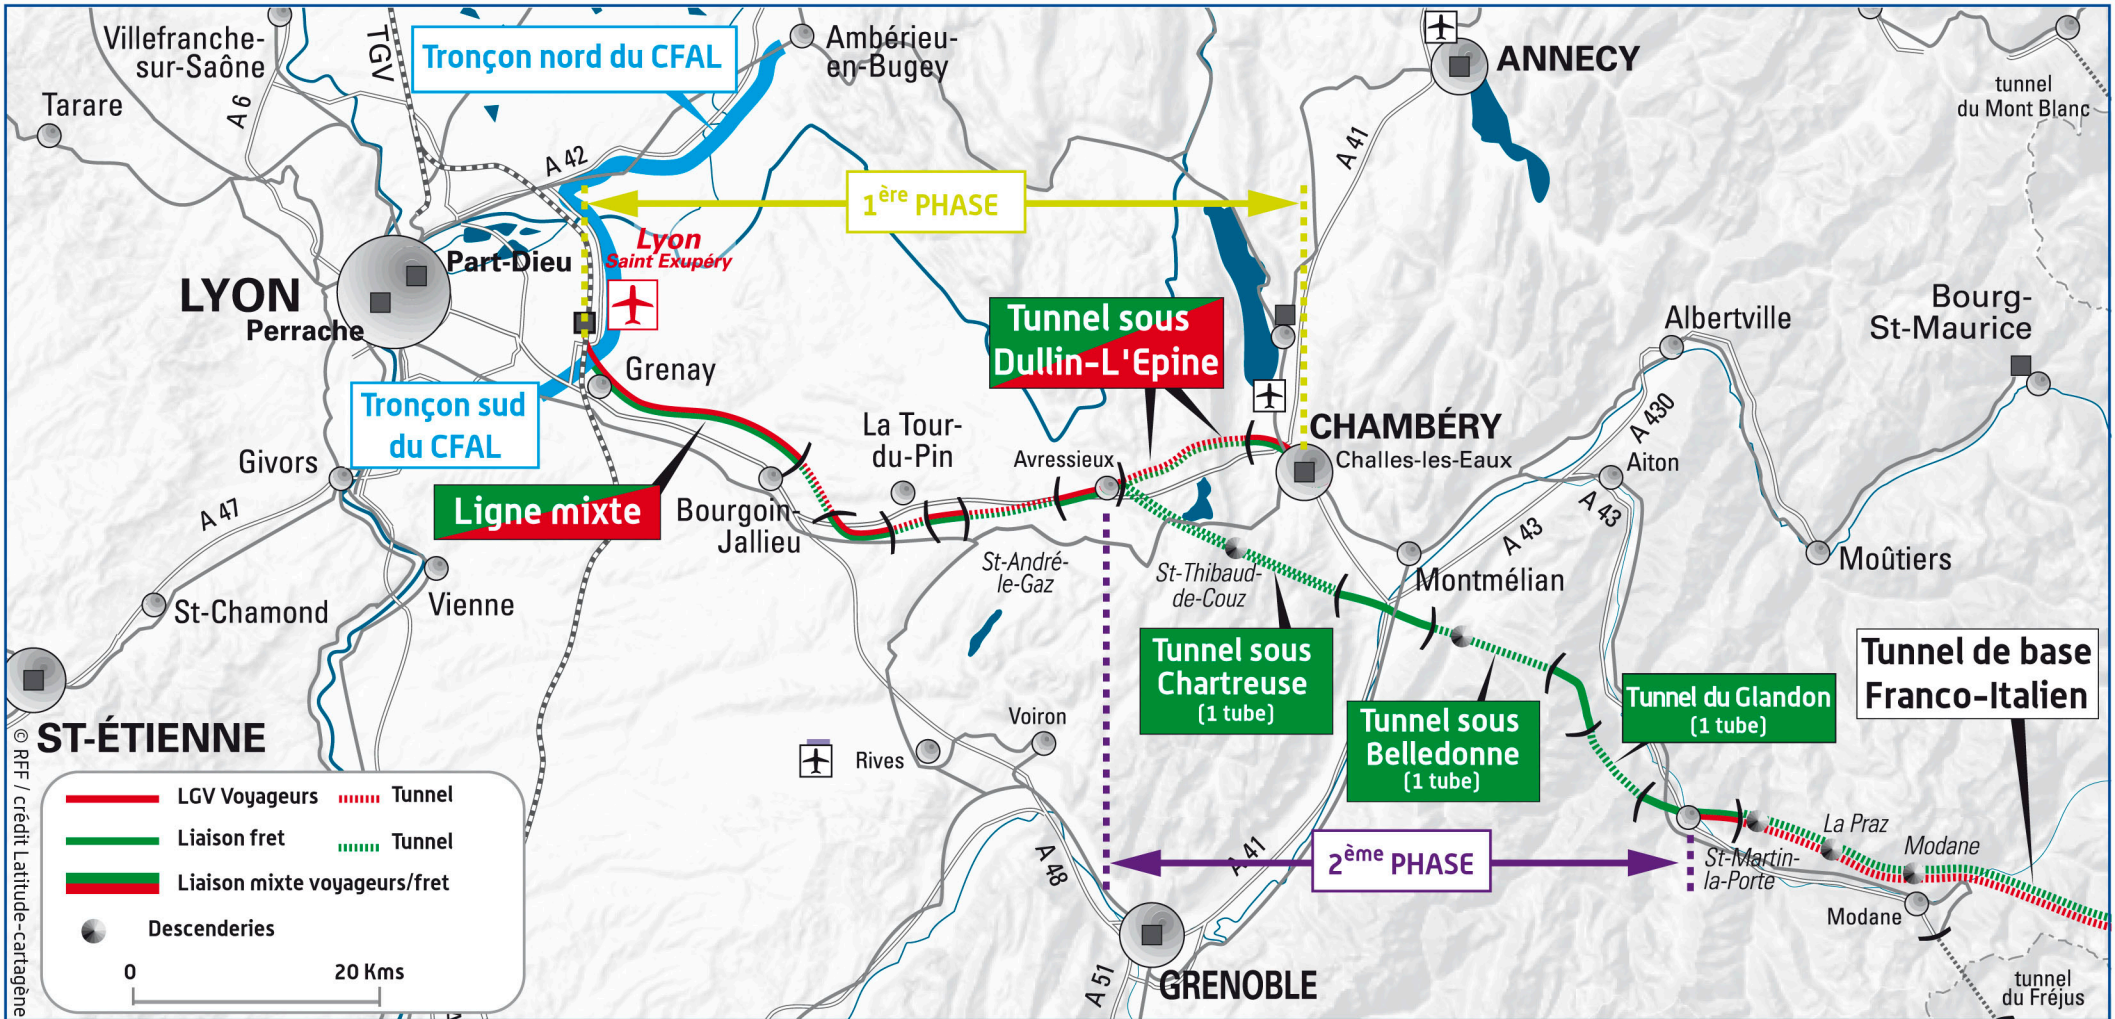 Villefranche-
sur-Saône
TGV
Tronçon nord du CFAL
Ambérieu-
en-Bugey
ANNECY
tunnel
du Mont Blanc
Tarare
A 6
A 42
A 41
1ère PHASE
Lyon
Saint Exupéry
Part-Dieu
LYON
Perrache
Tunnel sous
Dullin-L'Epine
Albertville
Bourg-
St-Maurice
Grenay
Tronçon sud
du CFAL
La Tour-
du-Pin
Avressieux
CHAMBÉRY
Challes-les-Eaux
A 430
Aiton
Givors
A 47
Ligne mixte
Bourgoin-
Jallieu
A 43
A 43
Moûtiers
St-André-
le-Gaz
St-Thibaud-
de-Couz
Montmélian
St-Chamond
Vienne
Tunnel sous
Chartreuse
(1 tube)
Tunnel de base
Franco-Italien
Tunnel du Glandon
(1 tube)
Tunnel sous
Belledonne
(1 tube)
ST-ÉTIENNE
Voiron
Rives
La Praz
Modane
2ème PHASE
A 41
A 48
St-Martin-
la-Porte
Modane
tunnel
du Fréjus
A 51
GRENOBLE
© RFF / crédit Latitude-cartagène
LGV Voyageurs
Tunnel
Liaison fret
Tunnel
Liaison mixte voyageurs/fret
Descenderies
0
20 Kms